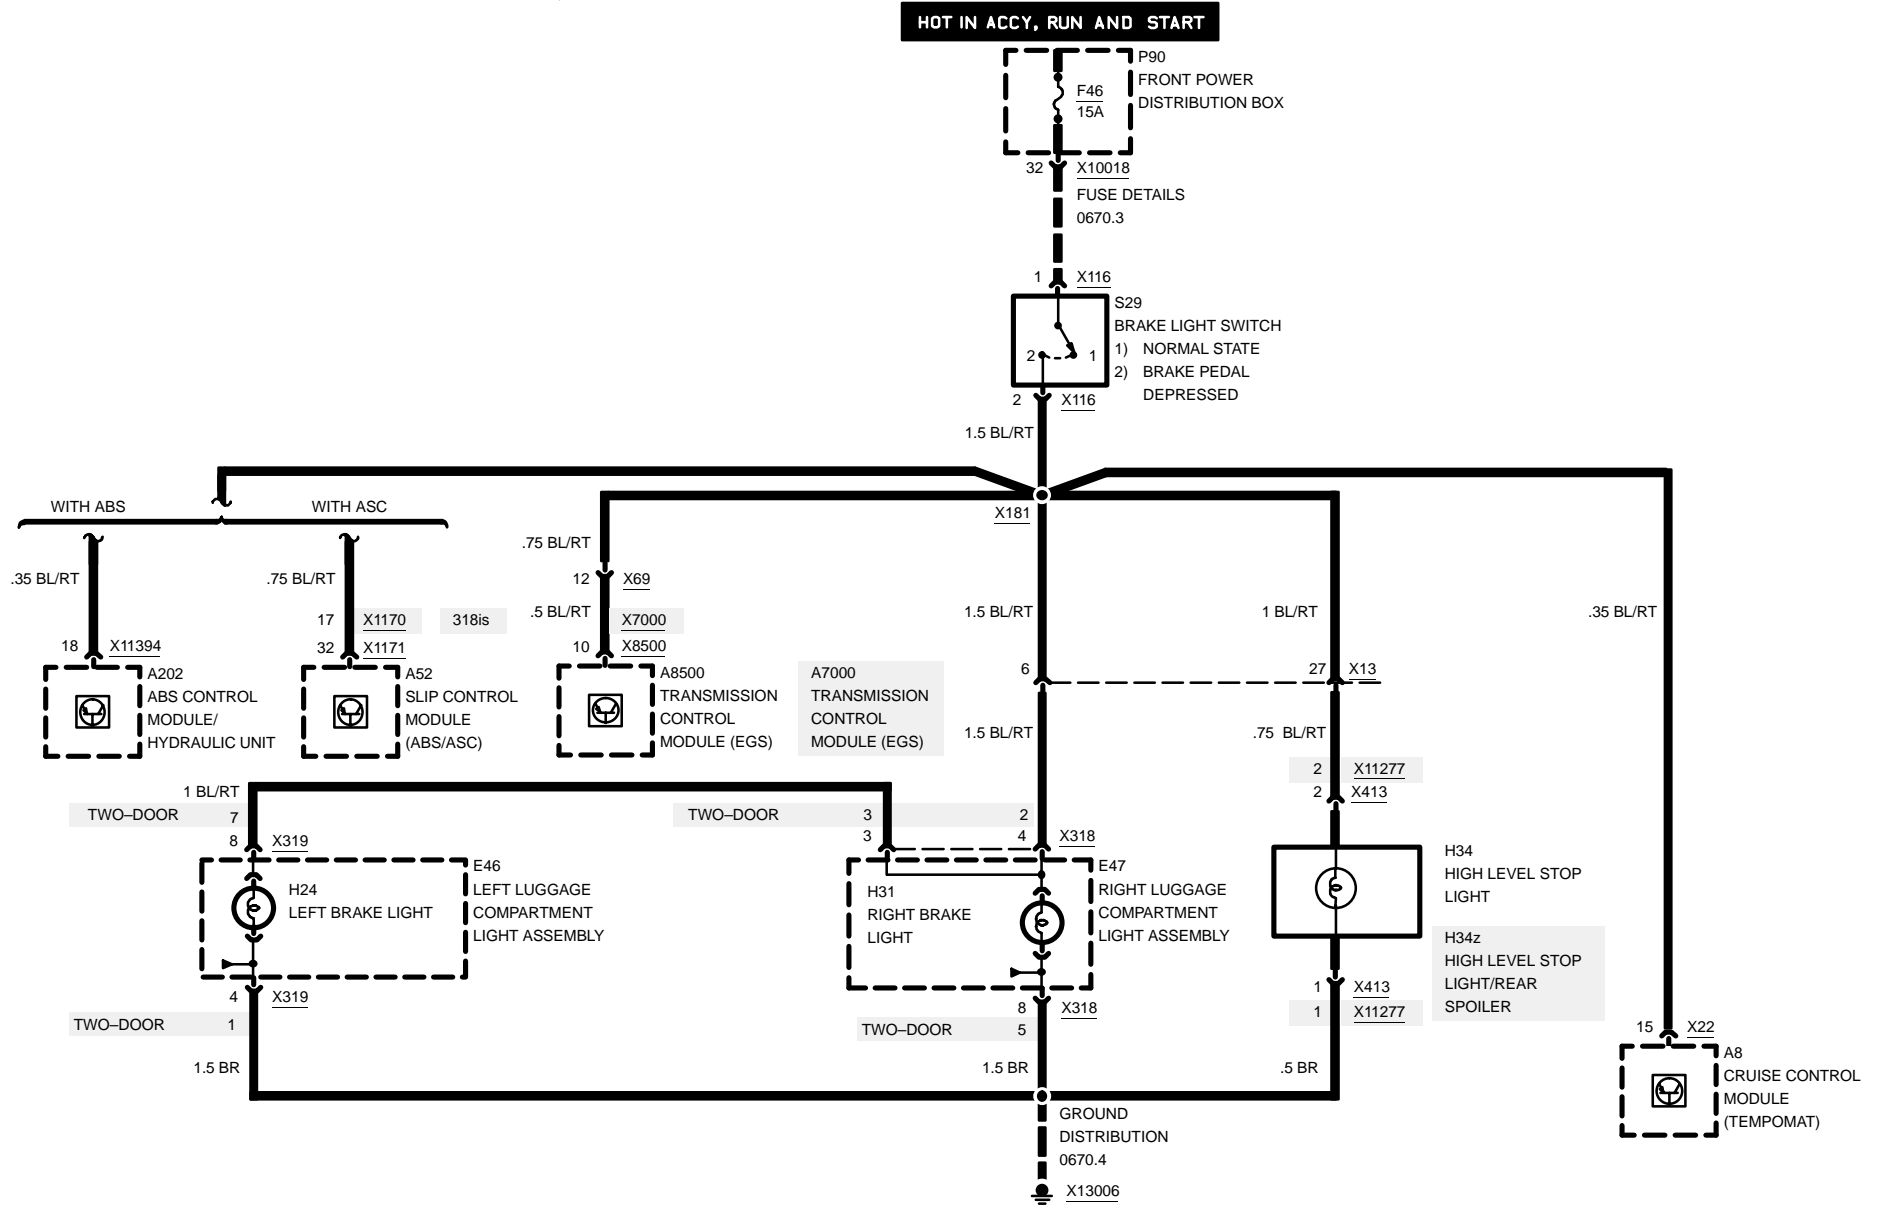 HOT IN ACCY, RUN AND START
P90
FRONT POWER
DISTRIBUTION BOX
F46
15A
32 X10018
FUSE DETAILS
0670.3
1 X116
S29
BRAKE LIGHT SWITCH
1) NORMAL STATE
2) BRAKE PEDAL
DEPRESSED
2 1
2 X116
1.5 BL/RT
X181
WITH ABS
WITH ASC
.35 BL/RT
.75 BL/RT
17 X1170 318is
18 X11394
32 X1171
A202
ABS CONTROL
MODULE/
HYDRAULIC UNIT
A52
SLIP CONTROL
MODULE
(ABS/ASC)
.75 BL/RT
12 X69
.5 BL/RT
X7000
10 X8500
A8500
TRANSMISSION
CONTROL
MODULE (EGS)
A7000
TRANSMISSION
CONTROL
MODULE (EGS)
1.5 BL/RT
1 BL/RT
.35 BL/RT
6
27 X13
1.5 BL/RT
.75 BL/RT
2 X11277
2 X413
1 BL/RT
TWO–DOOR 7
8 X319
TWO–DOOR 3 2
3 4 X318
E46
LEFT LUGGAGE
COMPARTMENT
LIGHT ASSEMBLY
H24
LEFT BRAKE LIGHT
E47
RIGHT LUGGAGE
COMPARTMENT
LIGHT ASSEMBLY
H31
RIGHT BRAKE
LIGHT
H34
HIGH LEVEL STOP
LIGHT
H34z
HIGH LEVEL STOP
LIGHT/REAR
SPOILER
4 X319
TWO–DOOR 1
8 X318
TWO–DOOR 5
1 X413
1 X11277
1.5 BR
1.5 BR
.5 BR
15 X22
A8
CRUISE CONTROL
MODULE
(TEMPOMAT)
GROUND
DISTRIBUTION
0670.4
X13006